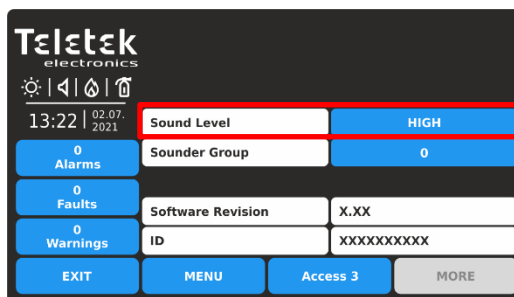 Teletek
electronics
13:22 02.07.
2021
Sound Level HIGH
Sounder Group 0
0
Alarms
0
Faults
Software Revision X.XX
0
Warnings
ID XXXXXXXXXX
EXIT MENU Access 3 MORE